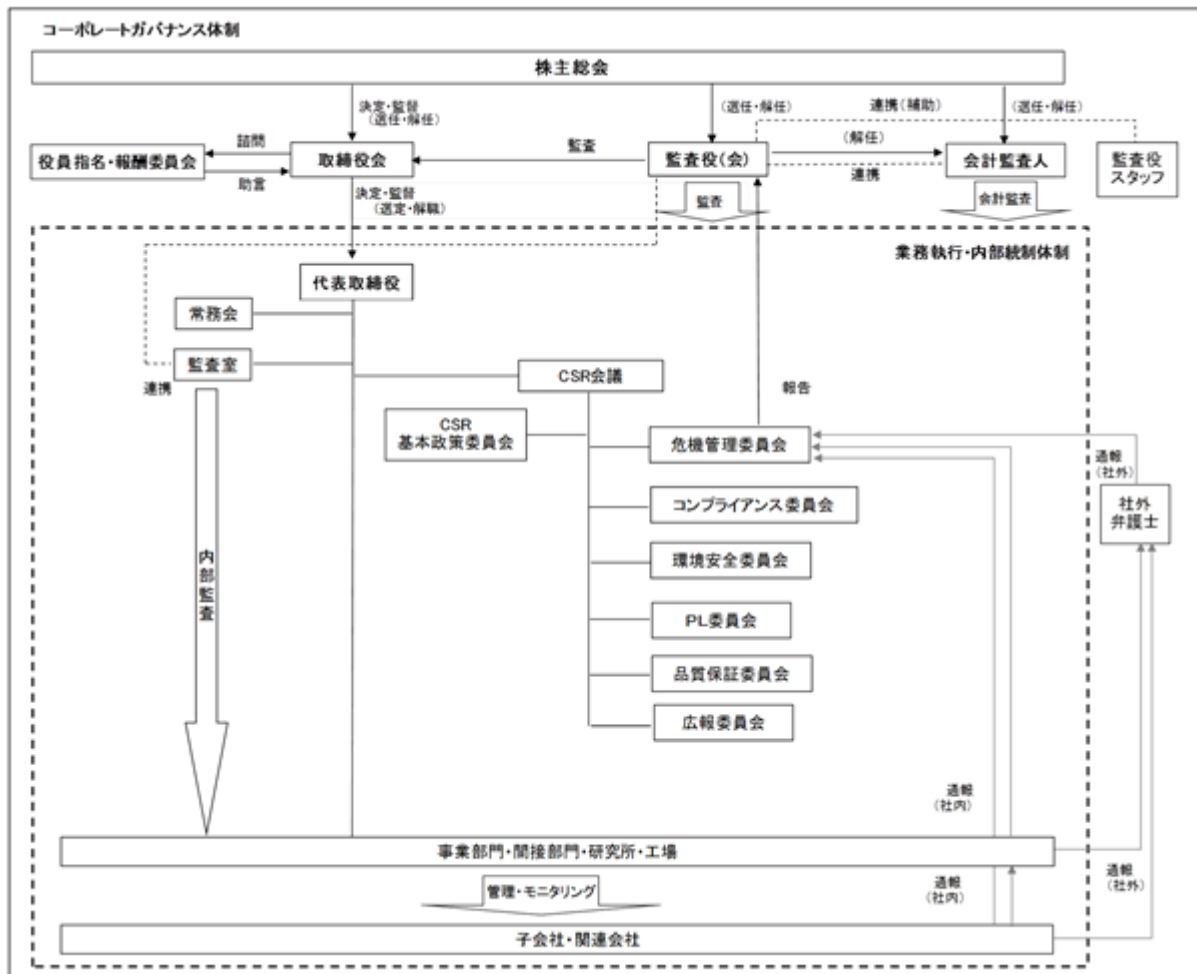 コーポレートガバナンス体制
株主総会
決定・監督
(選任・解任)
(選任・解任)
連携(補助)
(選任・解任)
諮問
役員指名・報酬委員会
助言
取締役会
監査
監査役(会)
(解任)
連携
会計監査人
監査役
スタッフ
決定・監督
(選定・解職)
監査
会計監査
業務執行・内部統制体制
代表取締役
常務会
監査室
連携
CSR会議
報告
CSR
基本政策委員会
危機管理委員会
通報
(社外)
コンプライアンス委員会
社外
弁護士
環境安全委員会
内部監査
PL委員会
品質保証委員会
広報委員会
通報
(社内)
事業部門・間接部門・研究所・工場
管理・モニタリング
通報
(社内)
通報
(社外)
子会社・関連会社